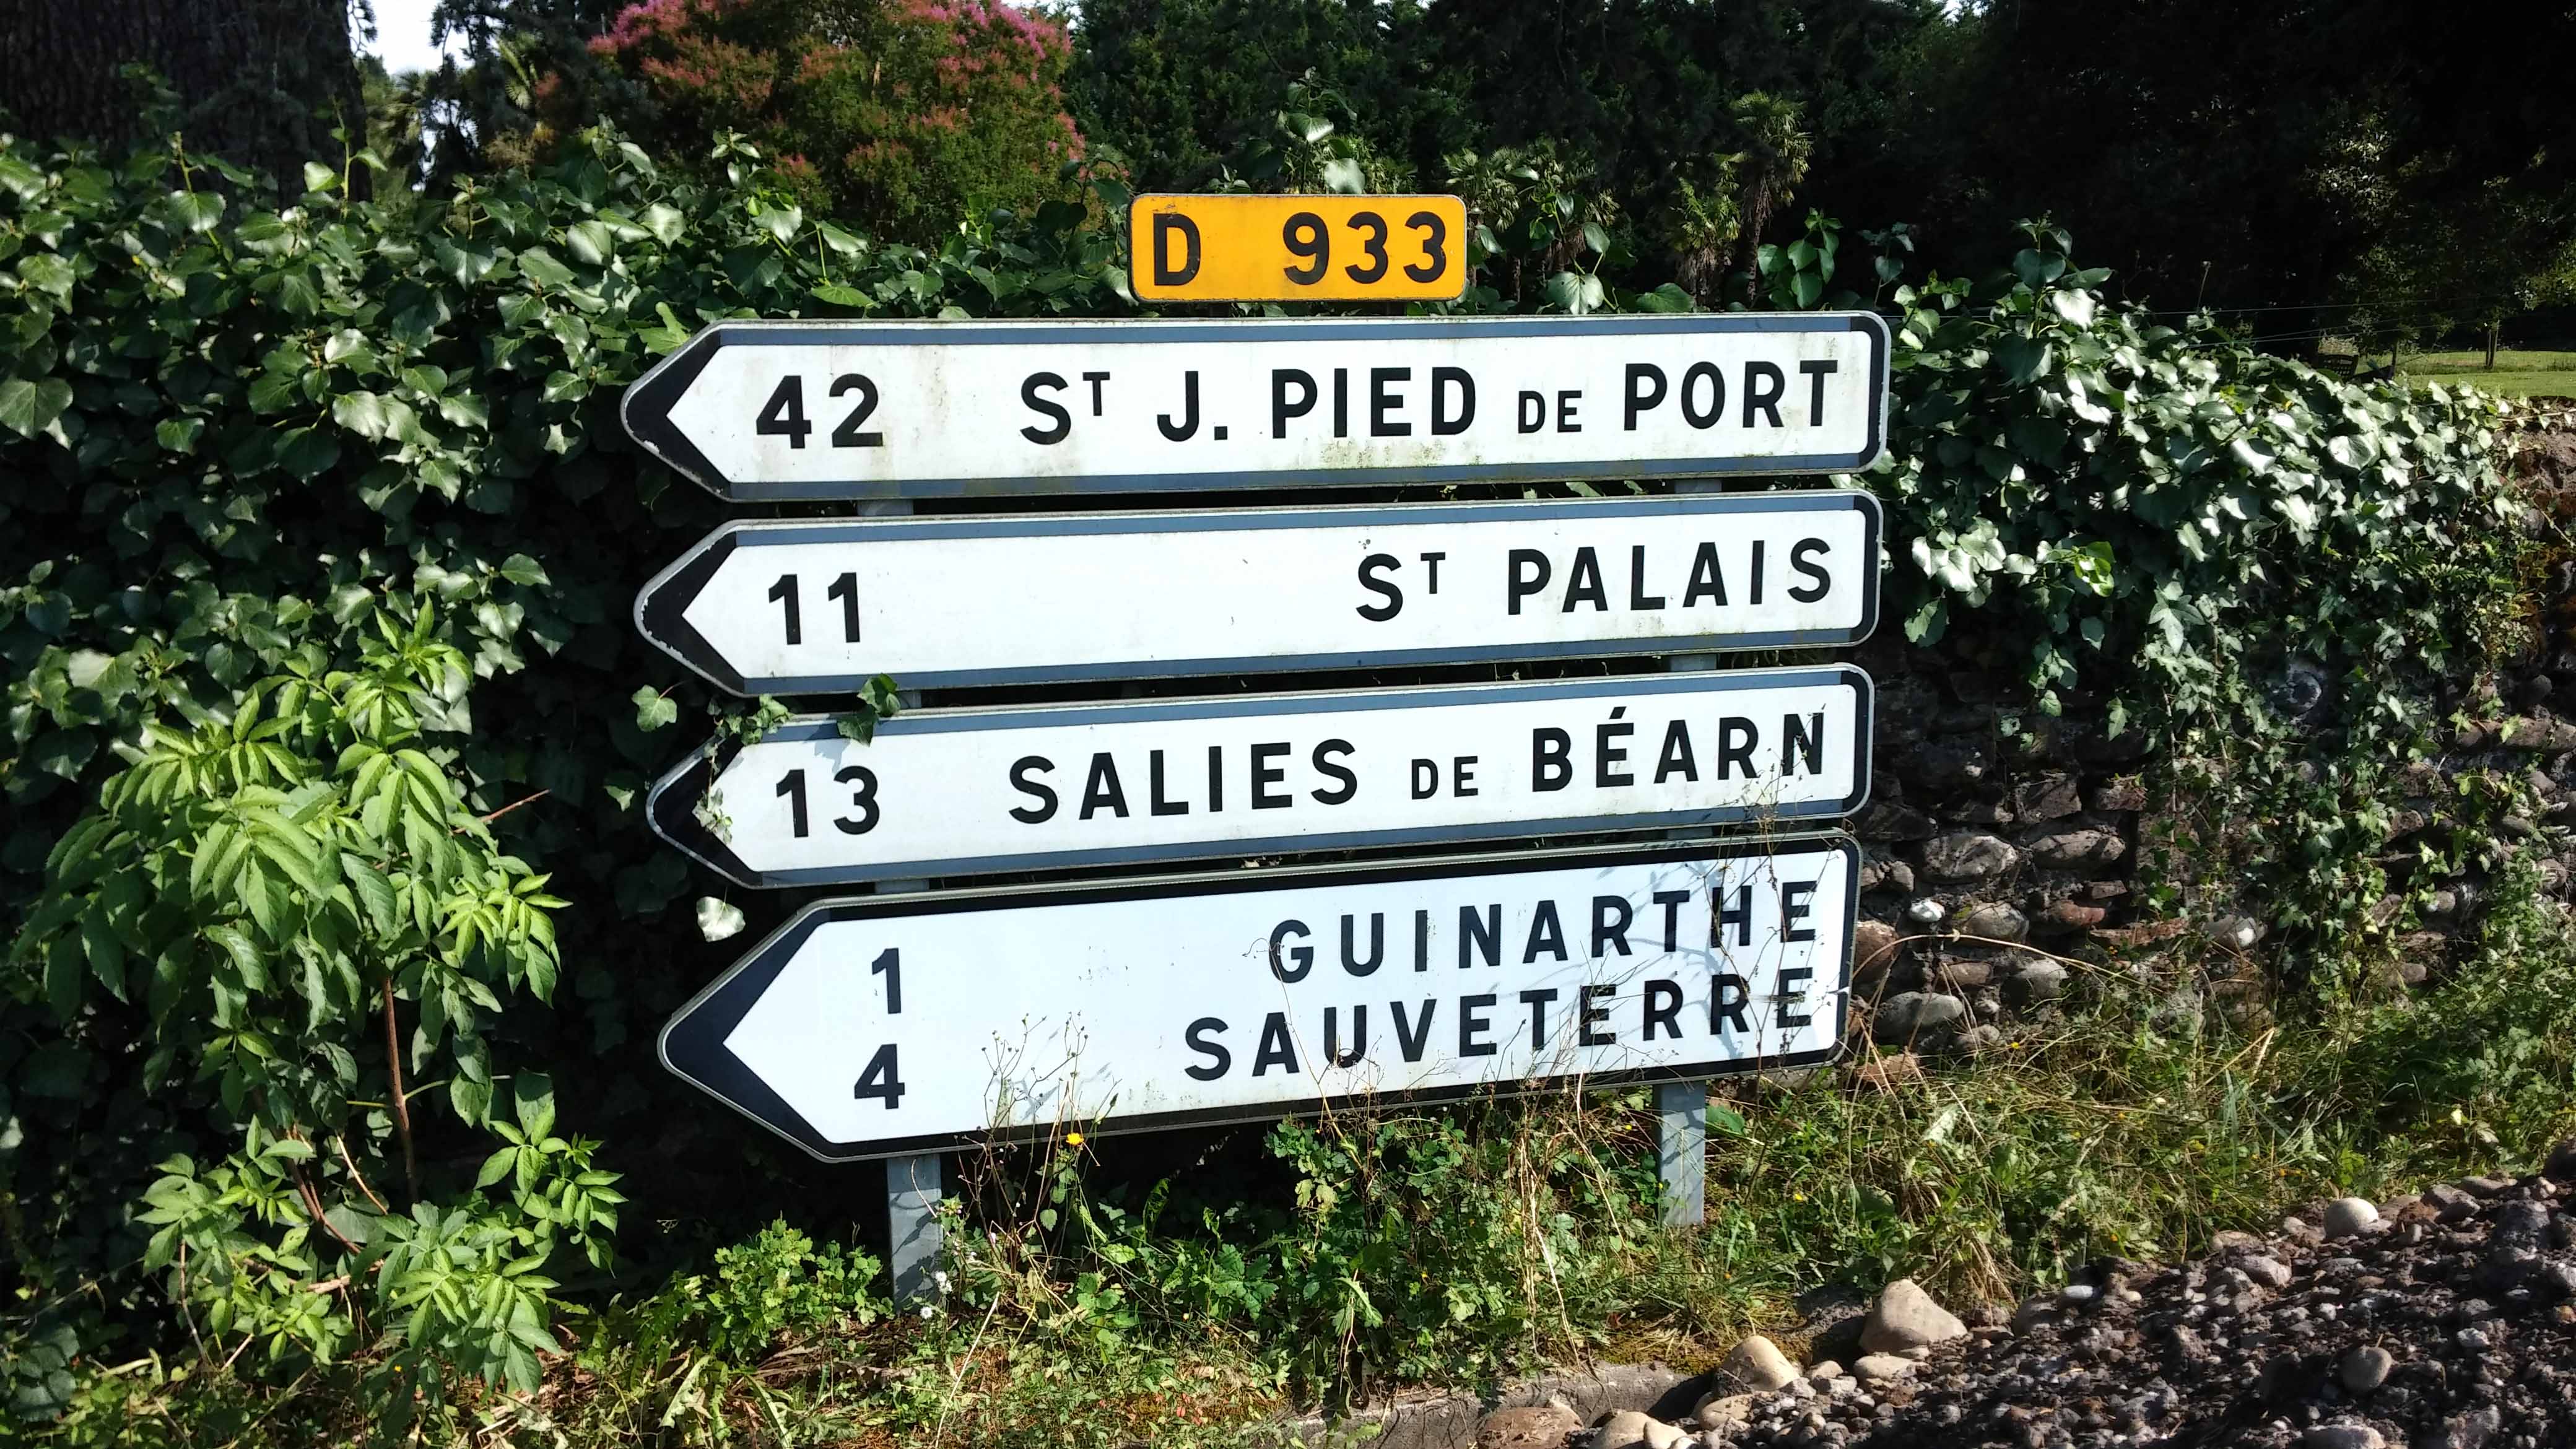 D 933
42 ST J. PIED DE PORT
11 ST PALAIS
13 SALIES DE BÉARN
1 GUINARTHE
4 SAUVETERRE